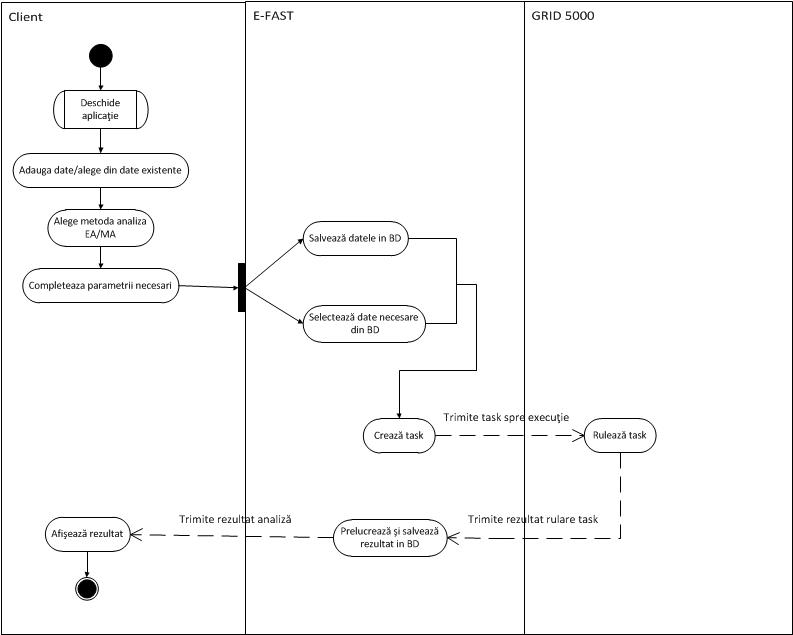 Client
E-FAST
GRID 5000
Deschide
aplicaţie
Adauga date/alege din date existente
Alege metoda analiza
EA/MA
Completeaza parametrii necesari
Salvează datele in BD
Selectează date necesare
din BD
Crează task
Trimite task spre execuţie
Rulează task
Trimite rezultat rulare task
Prelucrează şi salvează
rezultat in BD
Trimite rezultat analiză
Afişează rezultat